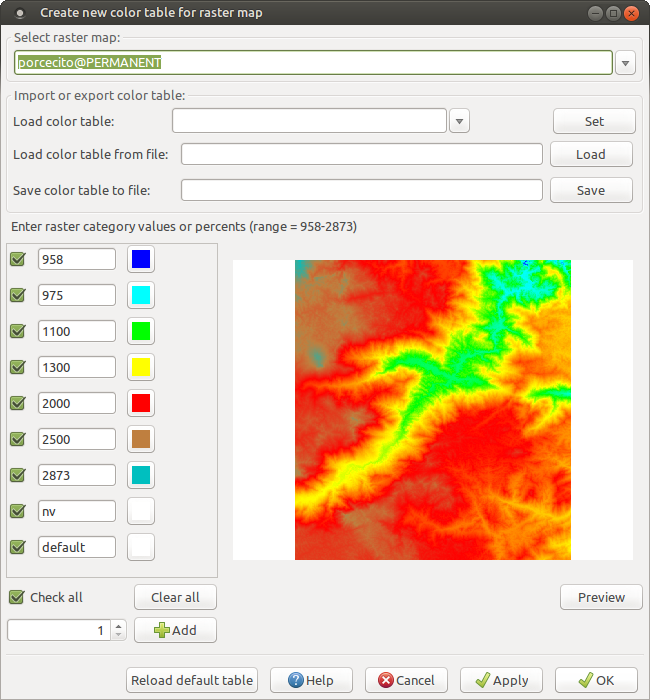 Create new color table for raster map
Select raster map:
porcecito@PERMANENT
Import or export color table:
Load color table:
Set
Load color table from file:
Load
Save color table to file:
Save
Enter raster category values or percents (range = 958-2873)
958
975
1100
1300
2000
2500
2873
nv
default
Check all
Clear all
Preview
1
Add
Reload default table
Help
Cancel
Apply
OK